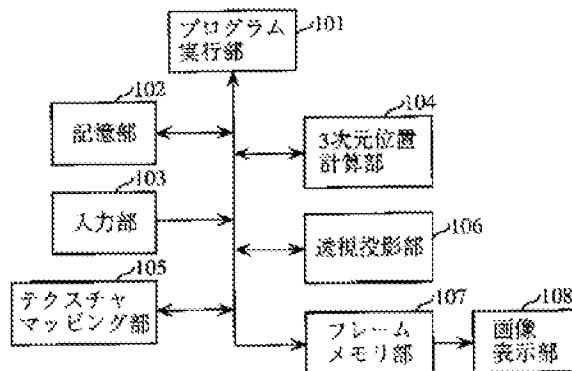 プログラム
実行部
101
102
記憶部
104
3次元位置
計算部
103
入力部
106
透視投影部
105
テクスチャ
マッピング部
107
フレーム
メモリ部
108
画像
表示部